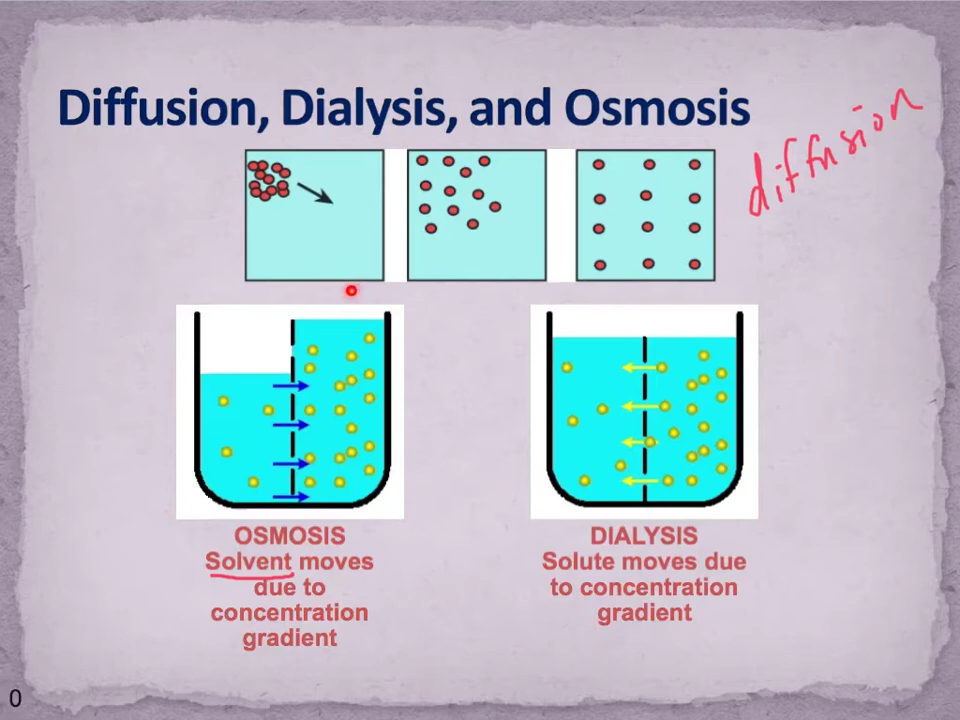 Diffusion, Dialysis, and Osmosis
diffusion
OSMOSIS
Solvent moves
due to
concentration
gradient
DIALYSIS
Solute moves due
to concentration
gradient
0